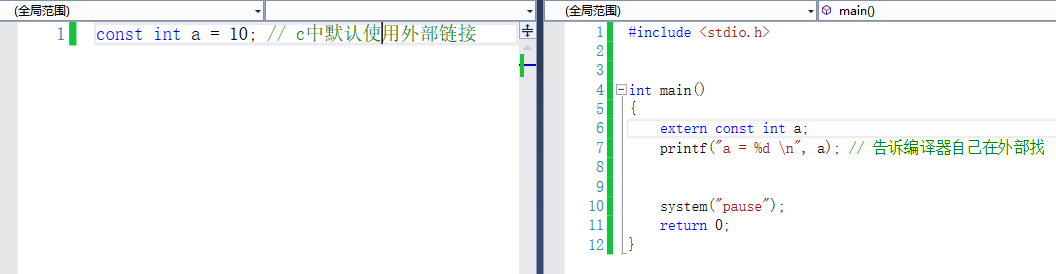 (全局范围)
1 const int a = 10; // c中默认使用外部链接
(全局范围) main()
1 #include <stdio.h>
2
3
4 int main()
5 {
6 extern const int a;
7 printf("a = %d \n", a); // 告诉编译器自己在外部找
8
9
10 system("pause");
11 return 0;
12 }